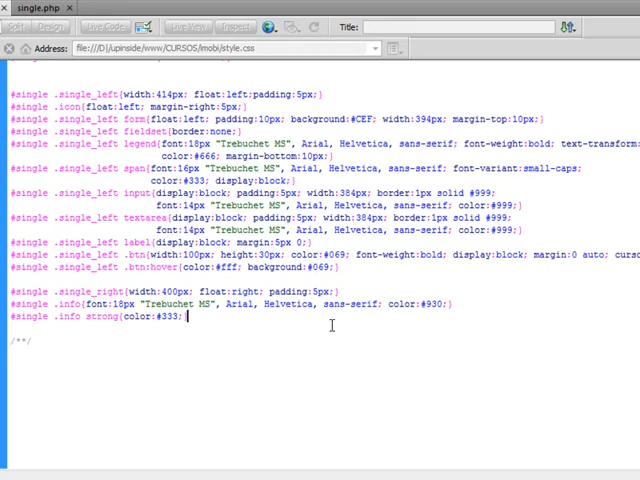 single.php ×
Split Design Live Code Live View Inspect Title:
Address: file:///D|/upinside/www/CURSOS/mobi/style.css
#single .single_left{width:414px; float:left;padding:5px;}
#single .icon{float:left; margin-right:5px;}
#single .single_left form{float:left; padding:10px; background:#CEF; width:394px; margin-top:10px;}
#single .single_left fieldset{border:none;}
#single .single_left legend{font:18px "Trebuchet MS", Arial, Helvetica, sans-serif; font-weight:bold; text-transform:
color:#666; margin-bottom:10px;}
#single .single_left span{font:16px "Trebuchet MS", Arial, Helvetica, sans-serif; font-variant:small-caps;
color:#333; display:block;}
#single .single_left input{display:block; padding:5px; width:384px; border:1px solid #999;
font:14px "Trebuchet MS", Arial, Helvetica, sans-serif; color:#999;}
#single .single_left textarea{display:block; padding:5px; width:384px; border:1px solid #999;
font:14px "Trebuchet MS", Arial, Helvetica, sans-serif; color:#999;}
#single .single_left label{display:block; margin:5px 0;}
#single .single_left .btn{width:100px; height:30px; color:#069; font-weight:bold; display:block; margin:0 auto; curso
#single .single_left .btn:hover{color:#fff; background:#069;}
#single .single_right{width:400px; float:right; padding:5px;}
#single .info{font:18px "Trebuchet MS", Arial, Helvetica, sans-serif; color:#930;}
#single .info strong{color:#333;}
/**/